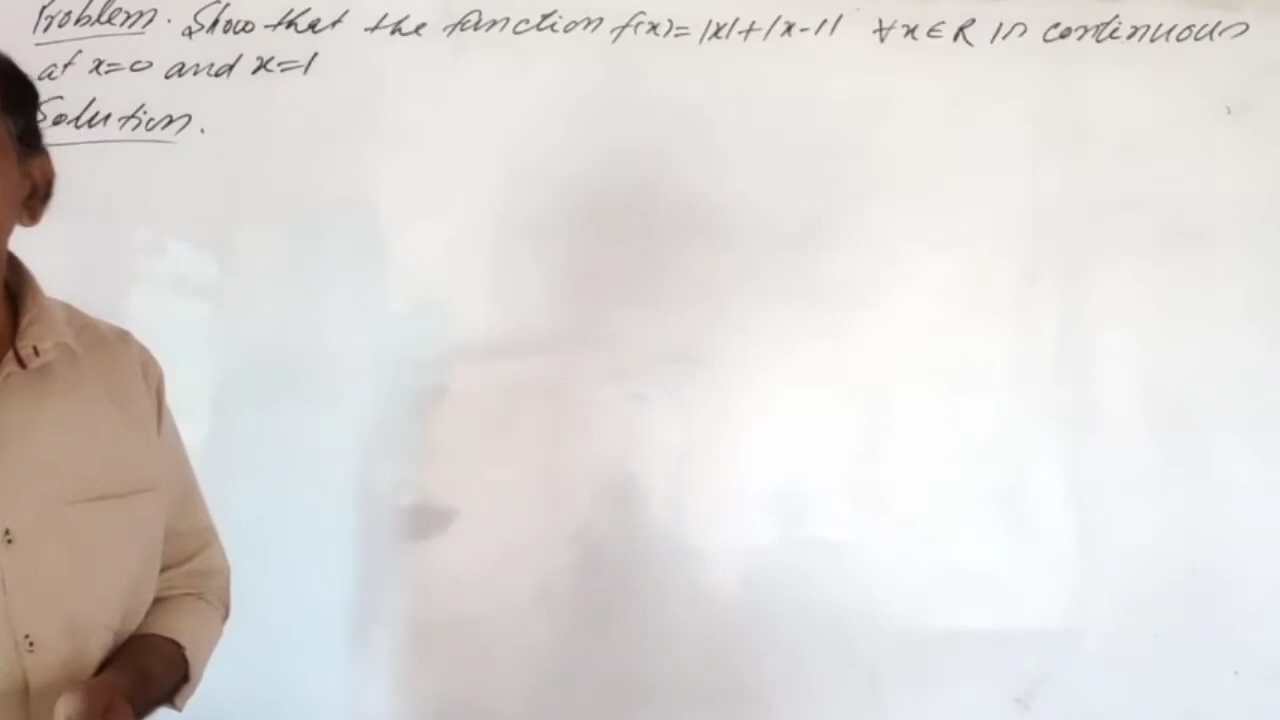 Problem. Show that the function f(x)=|x|+|x-1| ∀x∈R is continuous
at x=0 and x=1
Solution.